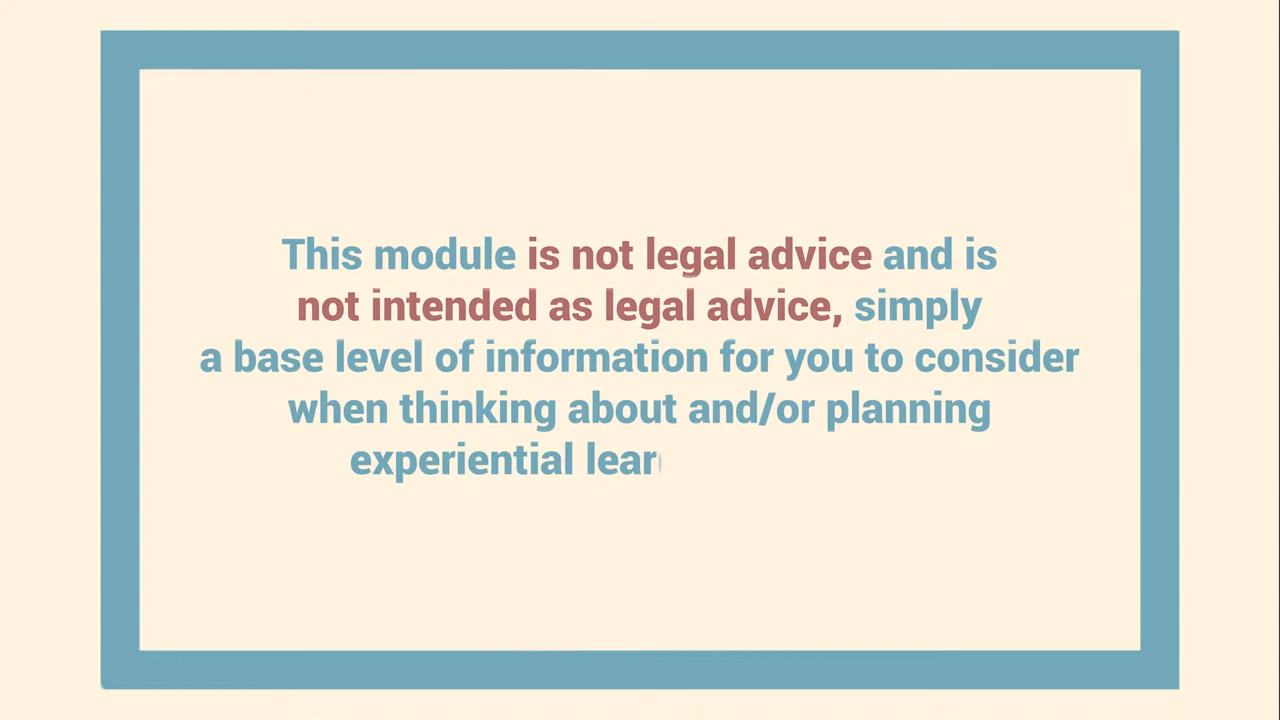 This module is not legal advice and is
not intended as legal advice, simply
a base level of information for you to consider
when thinking about and/or planning
experiential lear